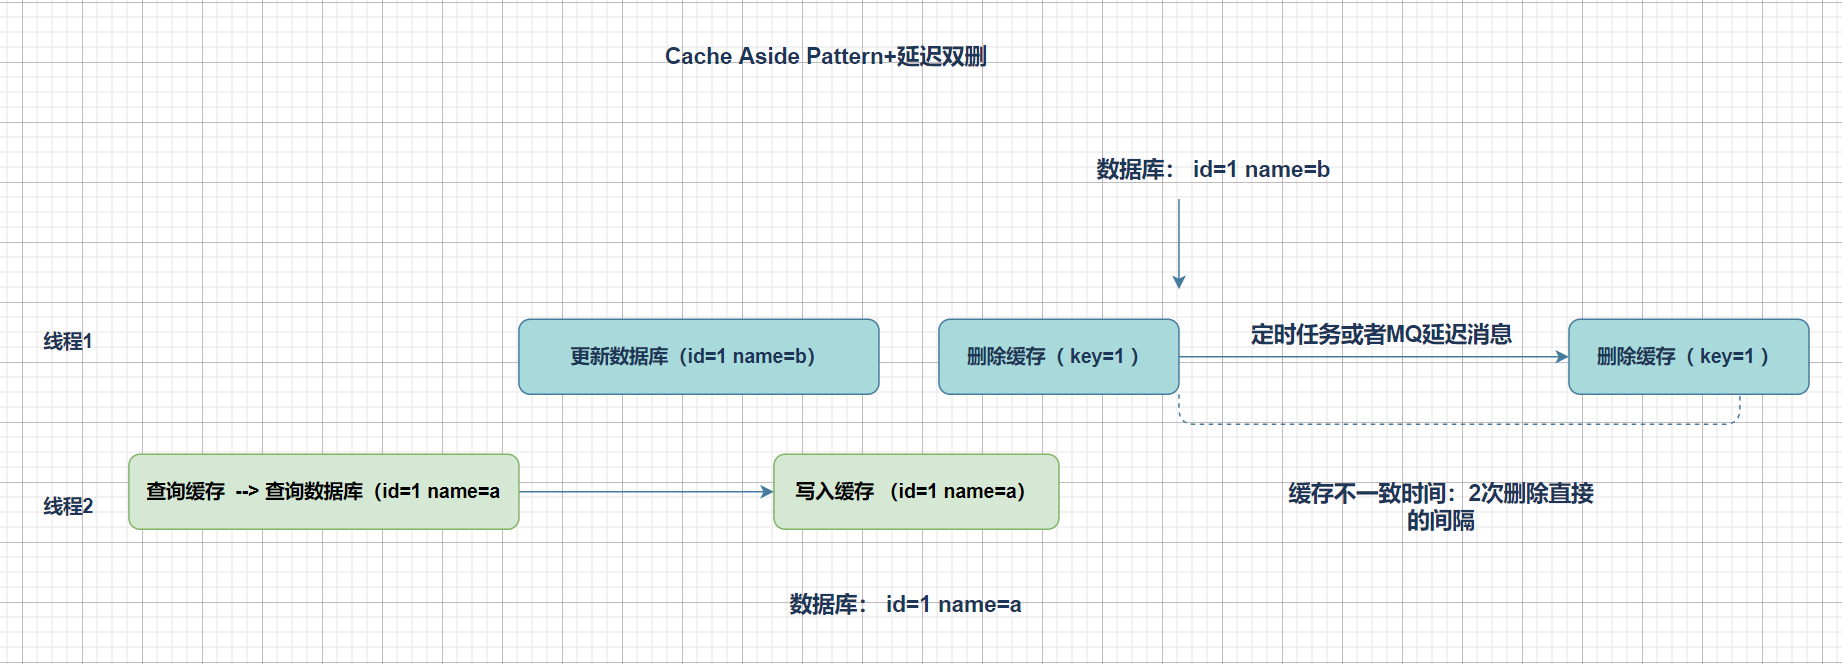 Cache Aside Pattern+延迟双删
数据库： id=1 name=b
线程1
更新数据库（id=1 name=b）
删除缓存（ key=1 ）
定时任务或者MQ延迟消息
删除缓存（ key=1 ）
线程2
查询缓存 --> 查询数据库（id=1 name=a
写入缓存 （id=1 name=a）
缓存不一致时间：2次删除直接
的间隔
数据库： id=1 name=a